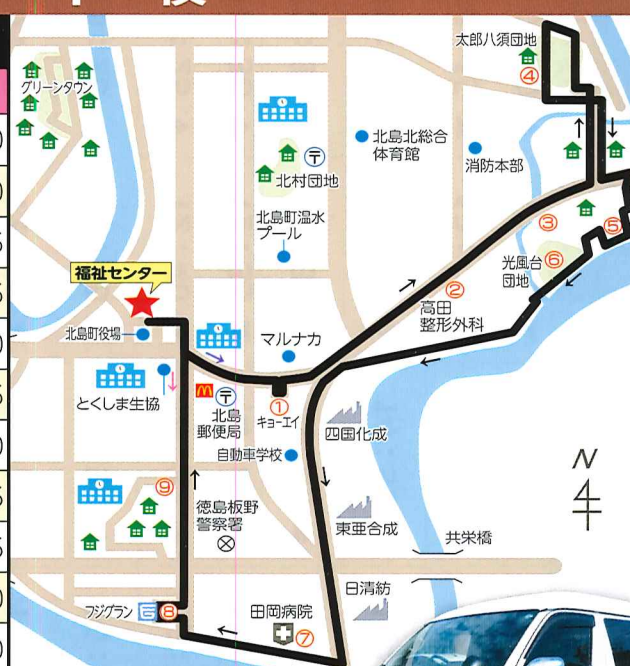 太郎八須団地
④
グリーンタウン
北島北総合
体育館
消防本部
〒
北村団地
北島町温水
プール
③
⑤
光風台
団地
⑥
福祉センター
②
高田
整形外科
北島町役場
マルナカ
とくしま生協
〒
北島
郵便局
①
キョーエイ
四国化成
自動車学校
⑨
徳島板野
警察署
東亜合成
N
共栄橋
日清紡
フジグラン
⑧
田岡病院
⑦